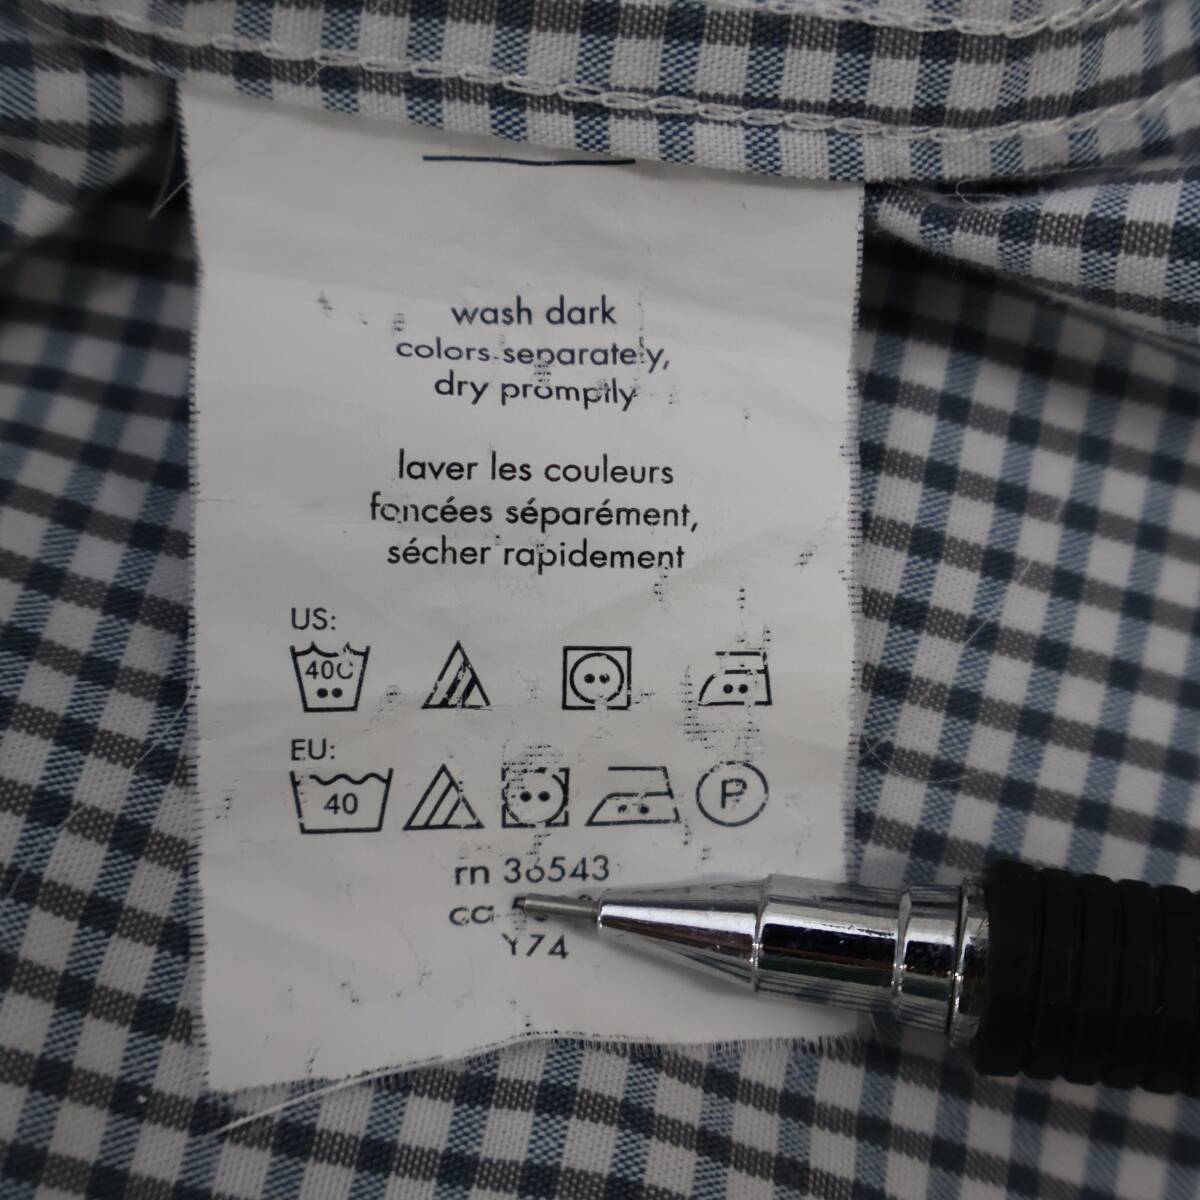 wash dark
colors separately,
dry promptly
laver les couleurs
foncées séparément,
sécher rapidement
US:
40C
EU:
40
P
rn 36543
ca
Y74